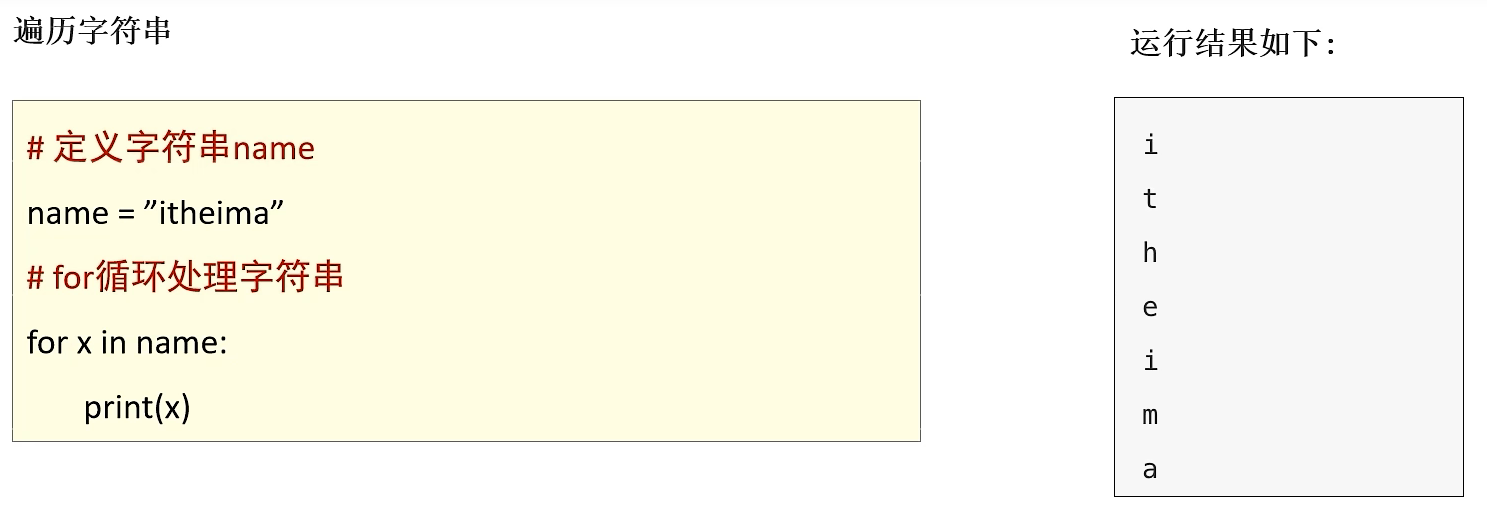 遍历字符串
# 定义字符串name
name = ”itheima”
# for循环处理字符串
for x in name:
print(x)
运行结果如下:
i
t
h
e
i
m
a